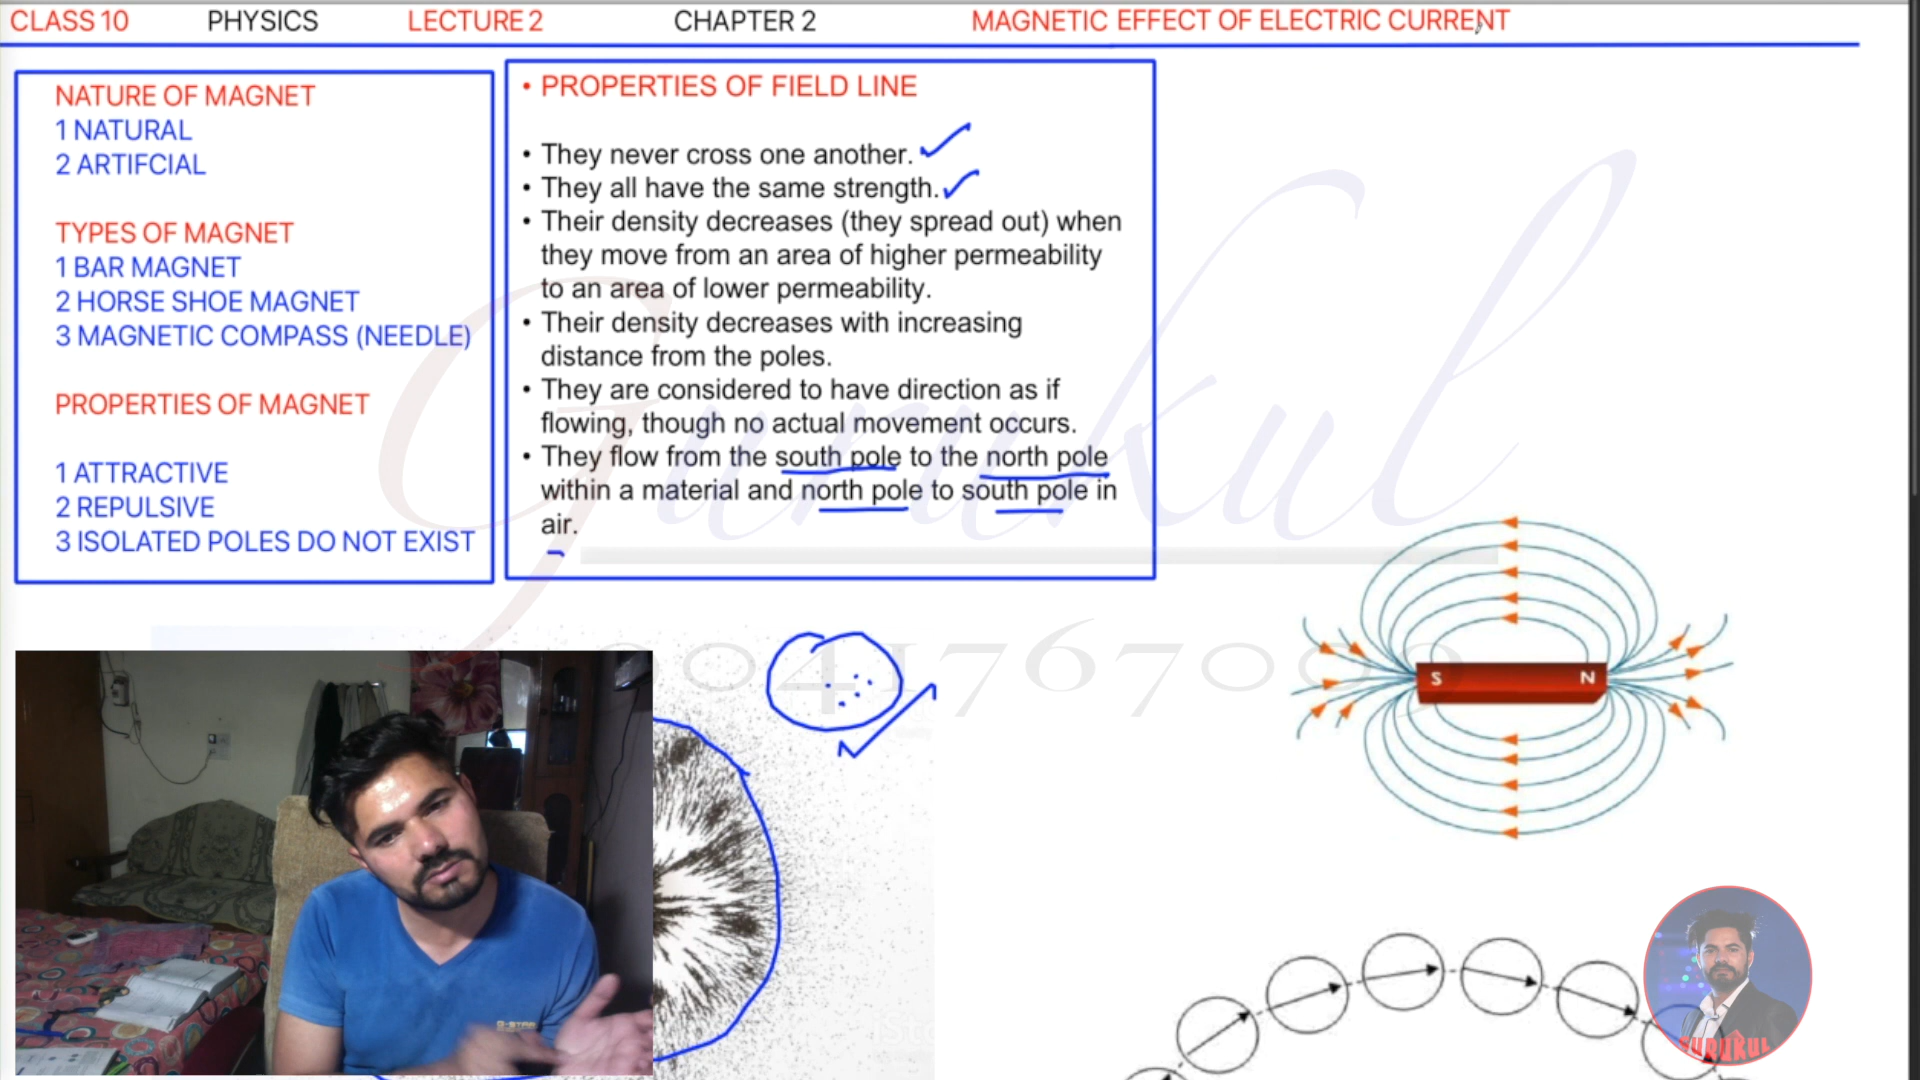 CLASS 10 PHYSICS LECTURE 2 CHAPTER 2 MAGNETIC EFFECT OF ELECTRIC CURRENT
NATURE OF MAGNET
1 NATURAL
2 ARTIFCIAL
TYPES OF MAGNET
1 BAR MAGNET
2 HORSE SHOE MAGNET
3 MAGNETIC COMPASS (NEEDLE)
PROPERTIES OF MAGNET
1 ATTRACTIVE
2 REPULSIVE
3 ISOLATED POLES DO NOT EXIST
• PROPERTIES OF FIELD LINE
• They never cross one another.
• They all have the same strength.
• Their density decreases (they spread out) when
they move from an area of higher permeability
to an area of lower permeability.
• Their density decreases with increasing
distance from the poles.
• They are considered to have direction as if
flowing, though no actual movement occurs.
• They flow from the south pole to the north pole
within a material and north pole to south pole in
air.
Gurukul
S N
GURUKUL